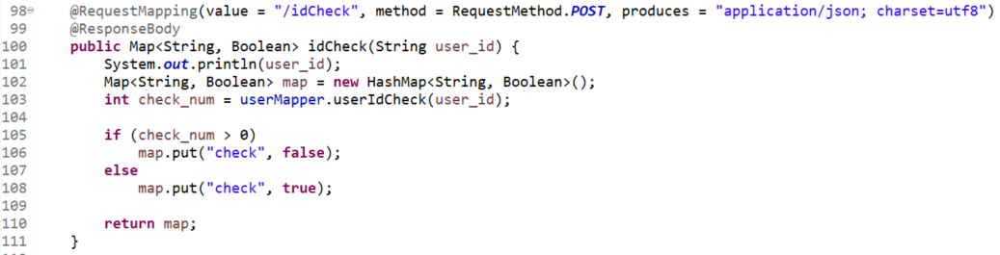 98 @RequestMapping(value = "/idCheck", method = RequestMethod.POST, produces = "application/json; charset=utf8")
99 @ResponseBody
100 public Map<String, Boolean> idCheck(String user_id) {
101 System.out.println(user_id);
102 Map<String, Boolean> map = new HashMap<String, Boolean>();
103 int check_num = userMapper.userIdCheck(user_id);
104
105 if (check_num > 0)
106 map.put("check", false);
107 else
108 map.put("check", true);
109
110 return map;
111 }